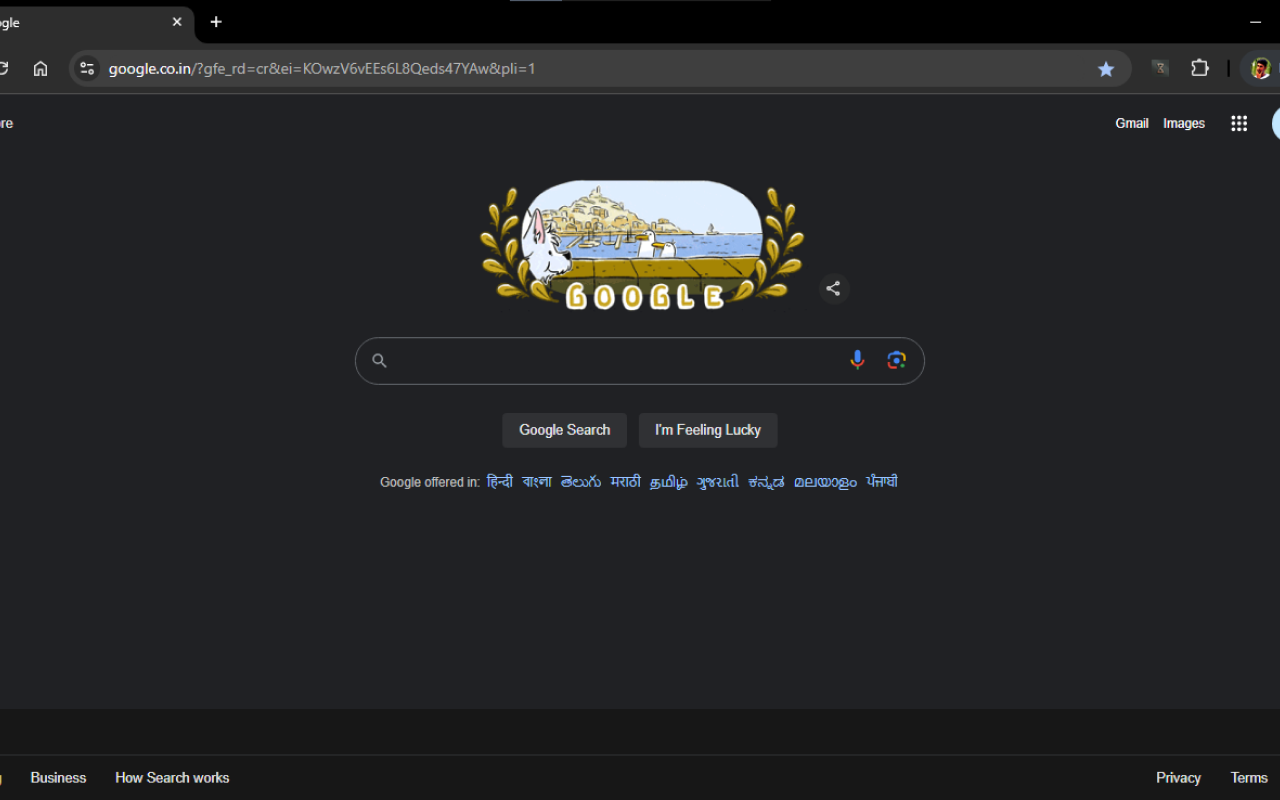 ogle
google.co.in/?gfe_rd=cr&ei=KOwzV6vEEs6L8Qeds47YAw&pli=1
re Gmail Images
GOOGLE
Google Search I'm Feeling Lucky
Google offered in: हिन्दी বাংলা తెలుగు मराठी தமிழ் ગુજરાતી ಕನ್ನಡ മലയാളം ਪੰਜਾਬੀ
Business How Search works Privacy Terms